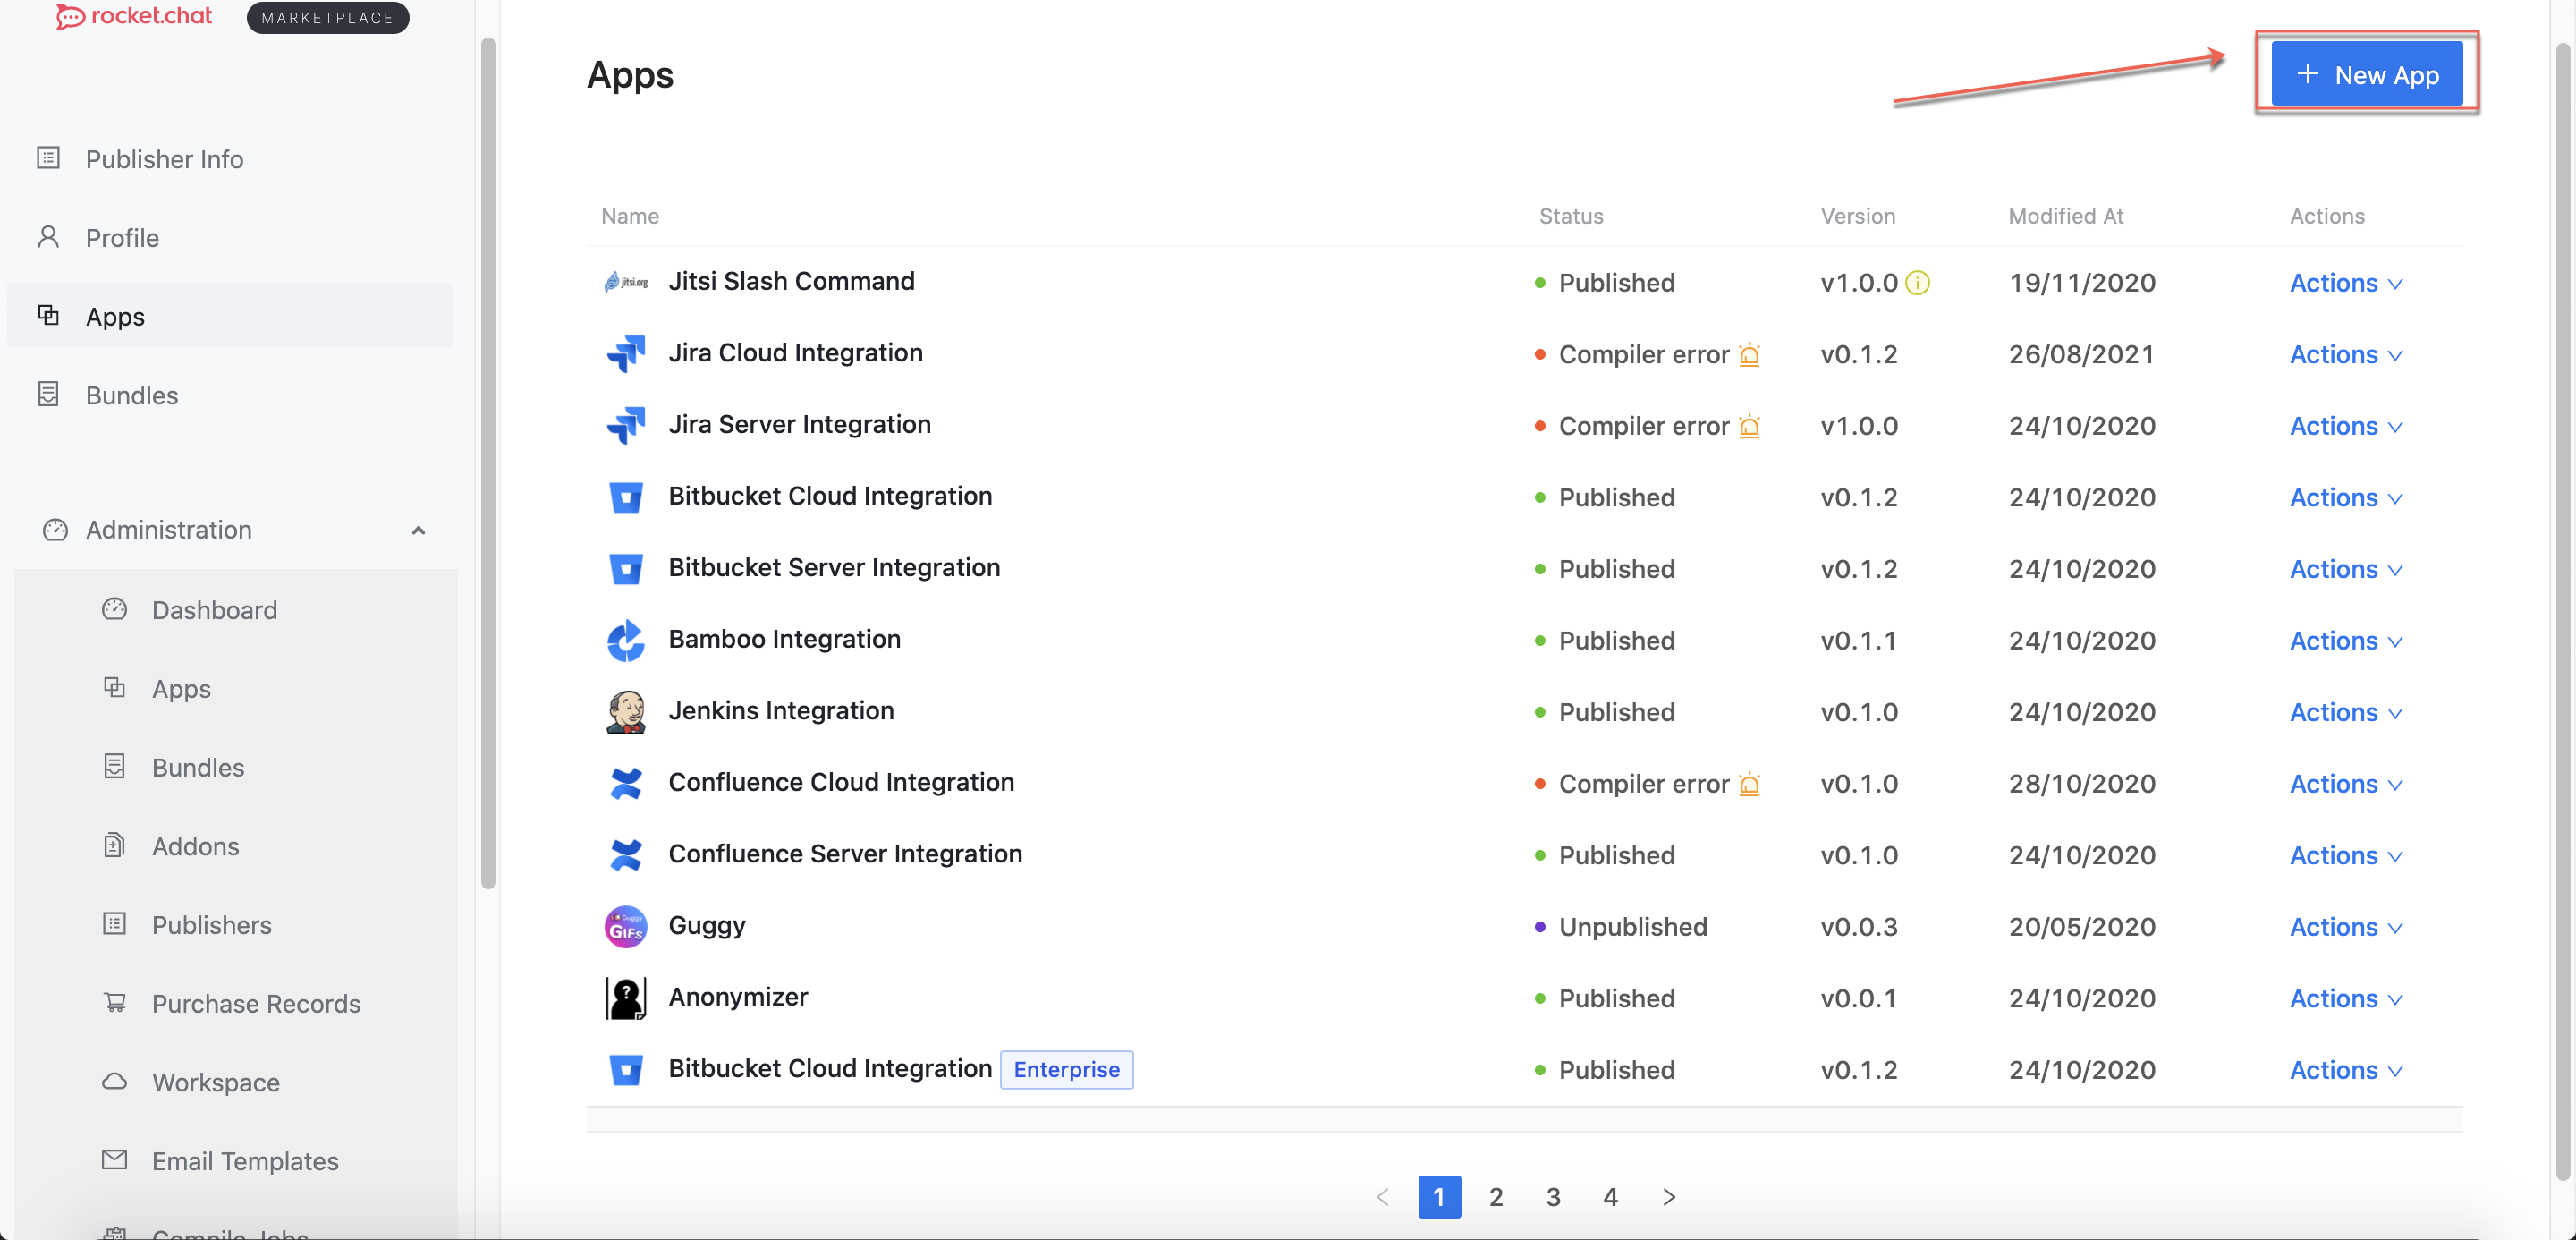 rocket.chat MARKETPLACE
Publisher Info
Profile
Apps
Bundles
Administration
Dashboard
Apps
Bundles
Addons
Publishers
Purchase Records
Workspace
Email Templates
Compile Jobs
Apps
+ New App
Name Status Version Modified At Actions
jitsi.org Jitsi Slash Command Published v1.0.0 19/11/2020 Actions
Jira Cloud Integration Compiler error v0.1.2 26/08/2021 Actions
Jira Server Integration Compiler error v1.0.0 24/10/2020 Actions
Bitbucket Cloud Integration Published v0.1.2 24/10/2020 Actions
Bitbucket Server Integration Published v0.1.2 24/10/2020 Actions
Bamboo Integration Published v0.1.1 24/10/2020 Actions
Jenkins Integration Published v0.1.0 24/10/2020 Actions
Confluence Cloud Integration Compiler error v0.1.0 28/10/2020 Actions
Confluence Server Integration Published v0.1.0 24/10/2020 Actions
Guggy GIFs Guggy Unpublished v0.0.3 20/05/2020 Actions
? Anonymizer Published v0.0.1 24/10/2020 Actions
Bitbucket Cloud Integration Enterprise Published v0.1.2 24/10/2020 Actions
< 1 2 3 4 >